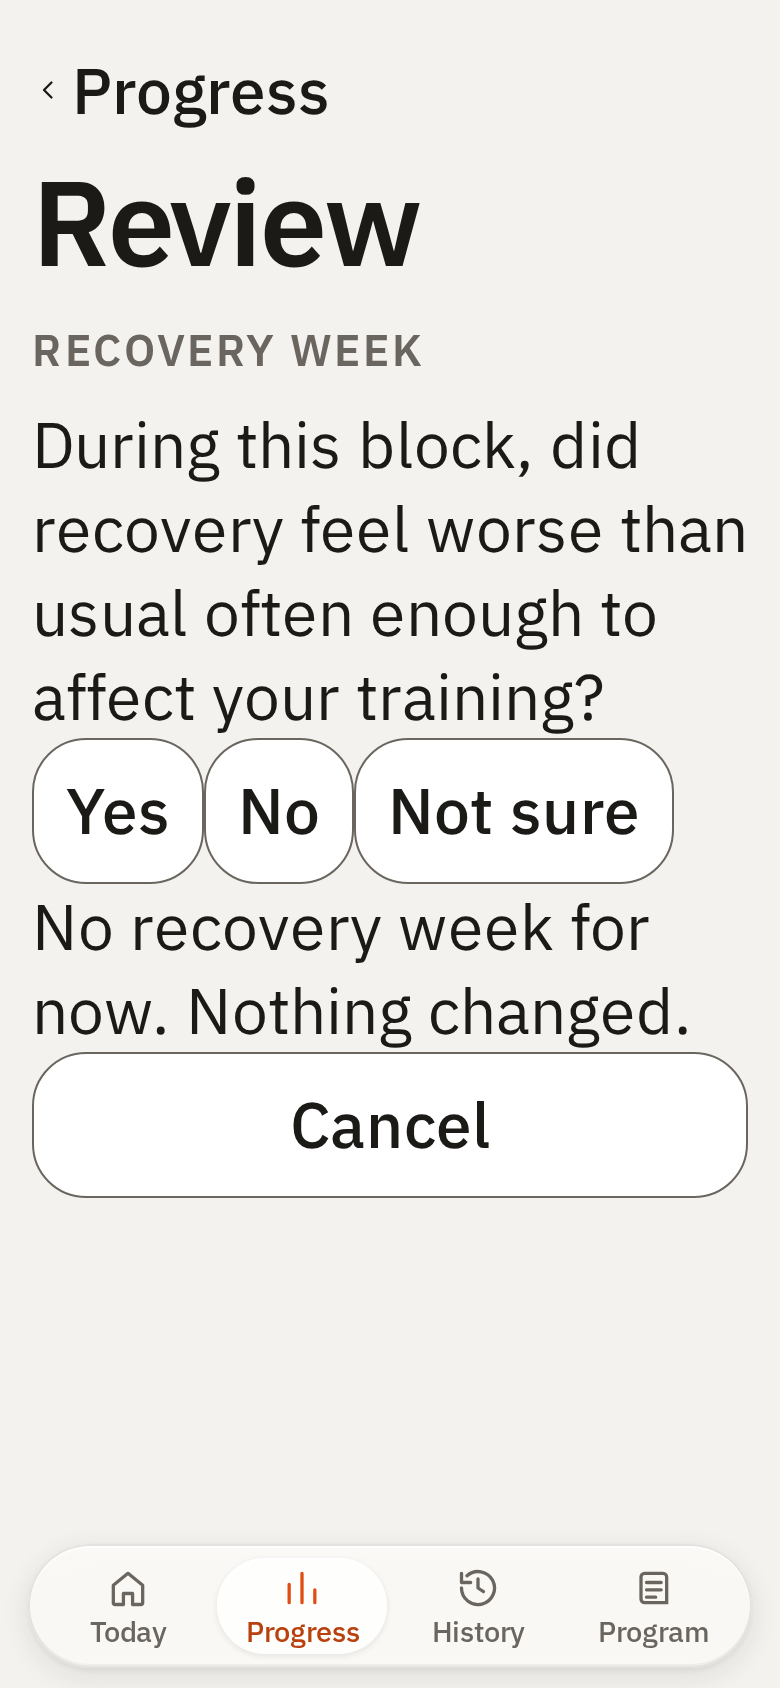 Progress
Review
RECOVERY WEEK
During this block, did
recovery feel worse than
usual often enough to
affect your training?
Yes No Not sure
No recovery week for
now. Nothing changed.
Cancel
Today Progress History Program